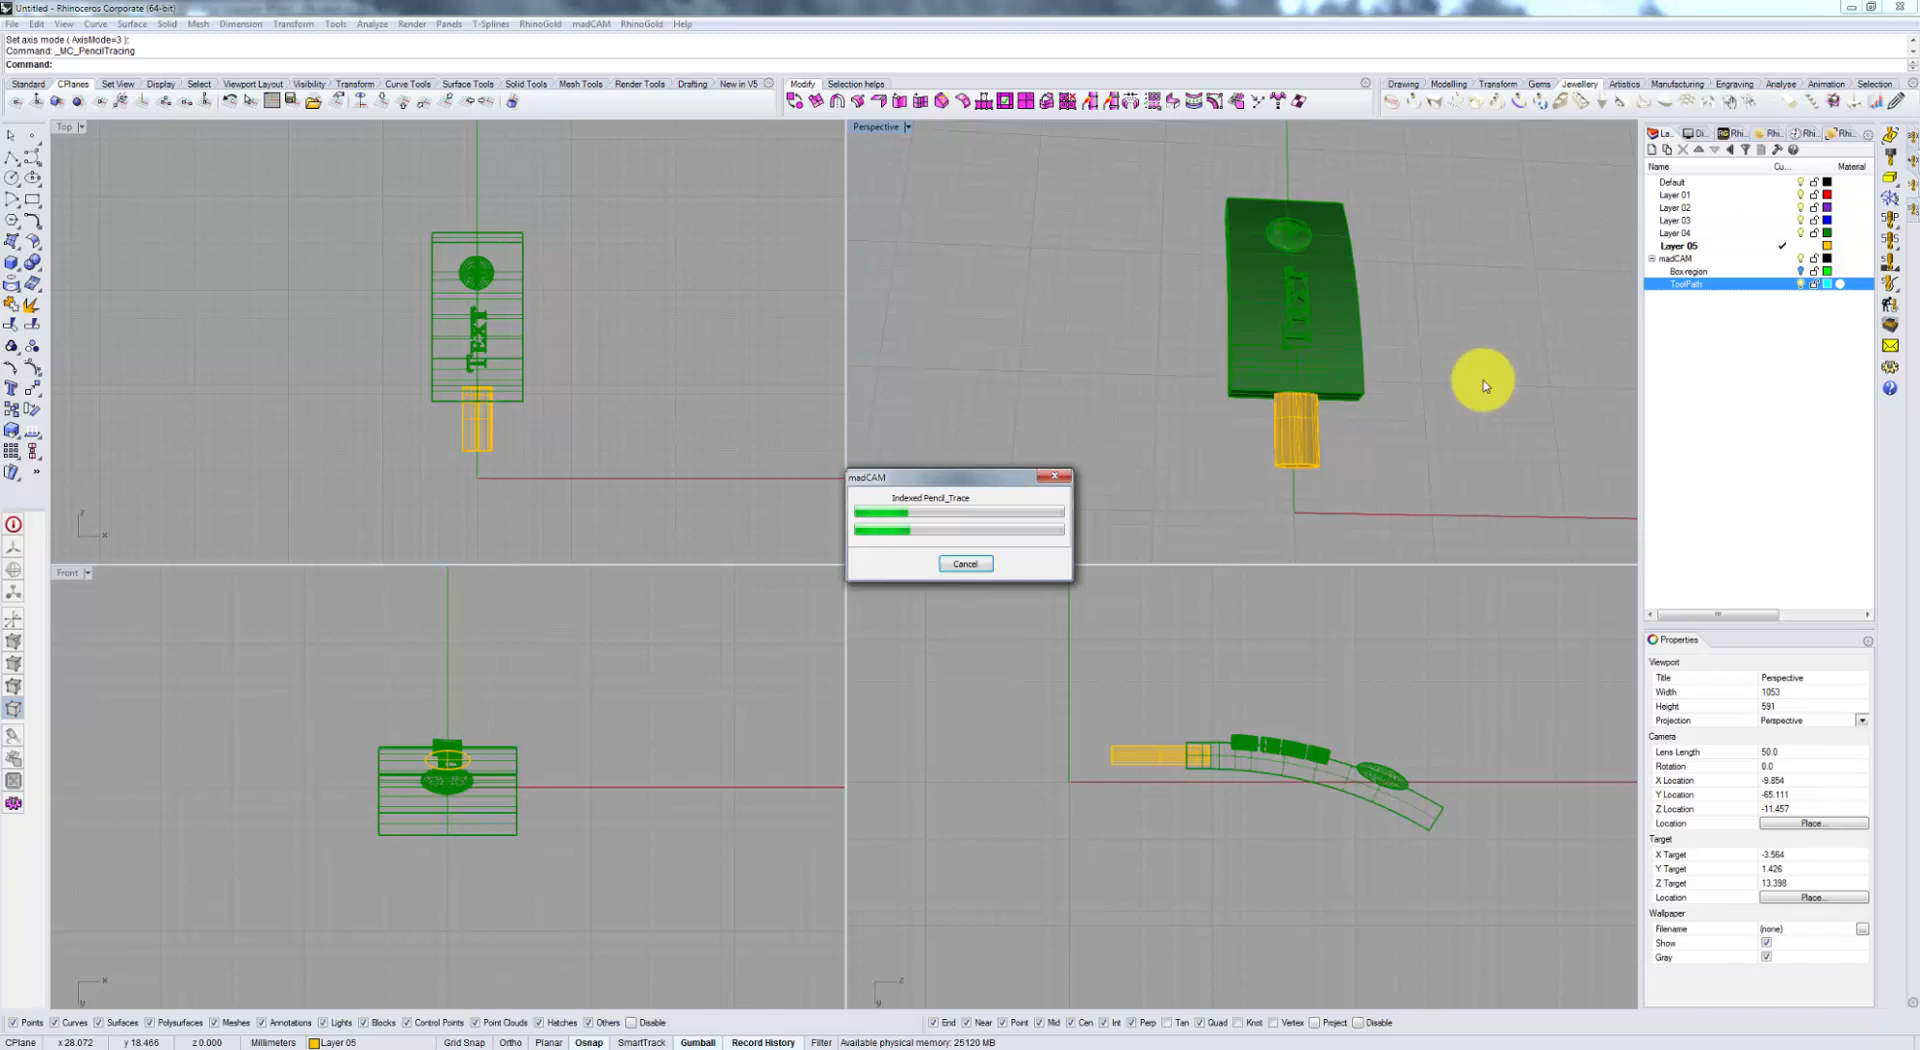 Untitled - Rhinoceros Corporate (64-bit)
File Edit View Curve Surface Solid Mesh Dimension Transform Tools Analyze Render Panels T-Splines RhinoGold madCAM RhinoGold Help
Set axis mode ( AxisMode=3 ):
Command: _MC_PencilTracing
Command:
Standard CPlanes Set View Display Select Viewport Layout Visibility Transform Curve Tools Surface Tools Solid Tools Mesh Tools Render Tools Drafting New in V5
Modify Selection helps
Drawing Modelling Transform Gems Jewellery Artistics Manufacturing Engraving Analyse Animation Selection
Top
Perspective
La... Di... Rhi... Rhi... Rhi... Rhi...
Name Cu... Material
Default
Layer 01
Layer 02
Layer 03
Layer 04
Layer 05
madCAM
Box-region
ToolPath
TEXT
z
x
madCAM
Indexed Pencil_Trace
Cancel
Front
x
y
z
y
Properties
Viewport
Title Perspective
Width 1053
Height 591
Projection Perspective
Camera
Lens Length 50.0
Rotation 0.0
X Location -9.854
Y Location -65.111
Z Location -11.457
Location Place...
Target
X Target -3.564
Y Target 1.426
Z Target 13.398
Location Place...
Wallpaper
Filename (none) ...
Show
Gray
Points Curves Surfaces Polysurfaces Meshes Annotations Lights Blocks Control Points Point Clouds Hatches Others Disable
End Near Point Mid Cen Int Perp Tan Quad Knot Vertex Project Disable
CPlane x 28.072 y 18.466 z 0.000 Millimeters Layer 05 Grid Snap Ortho Planar Osnap SmartTrack Gumball Record History Filter Available physical memory: 25120 MB